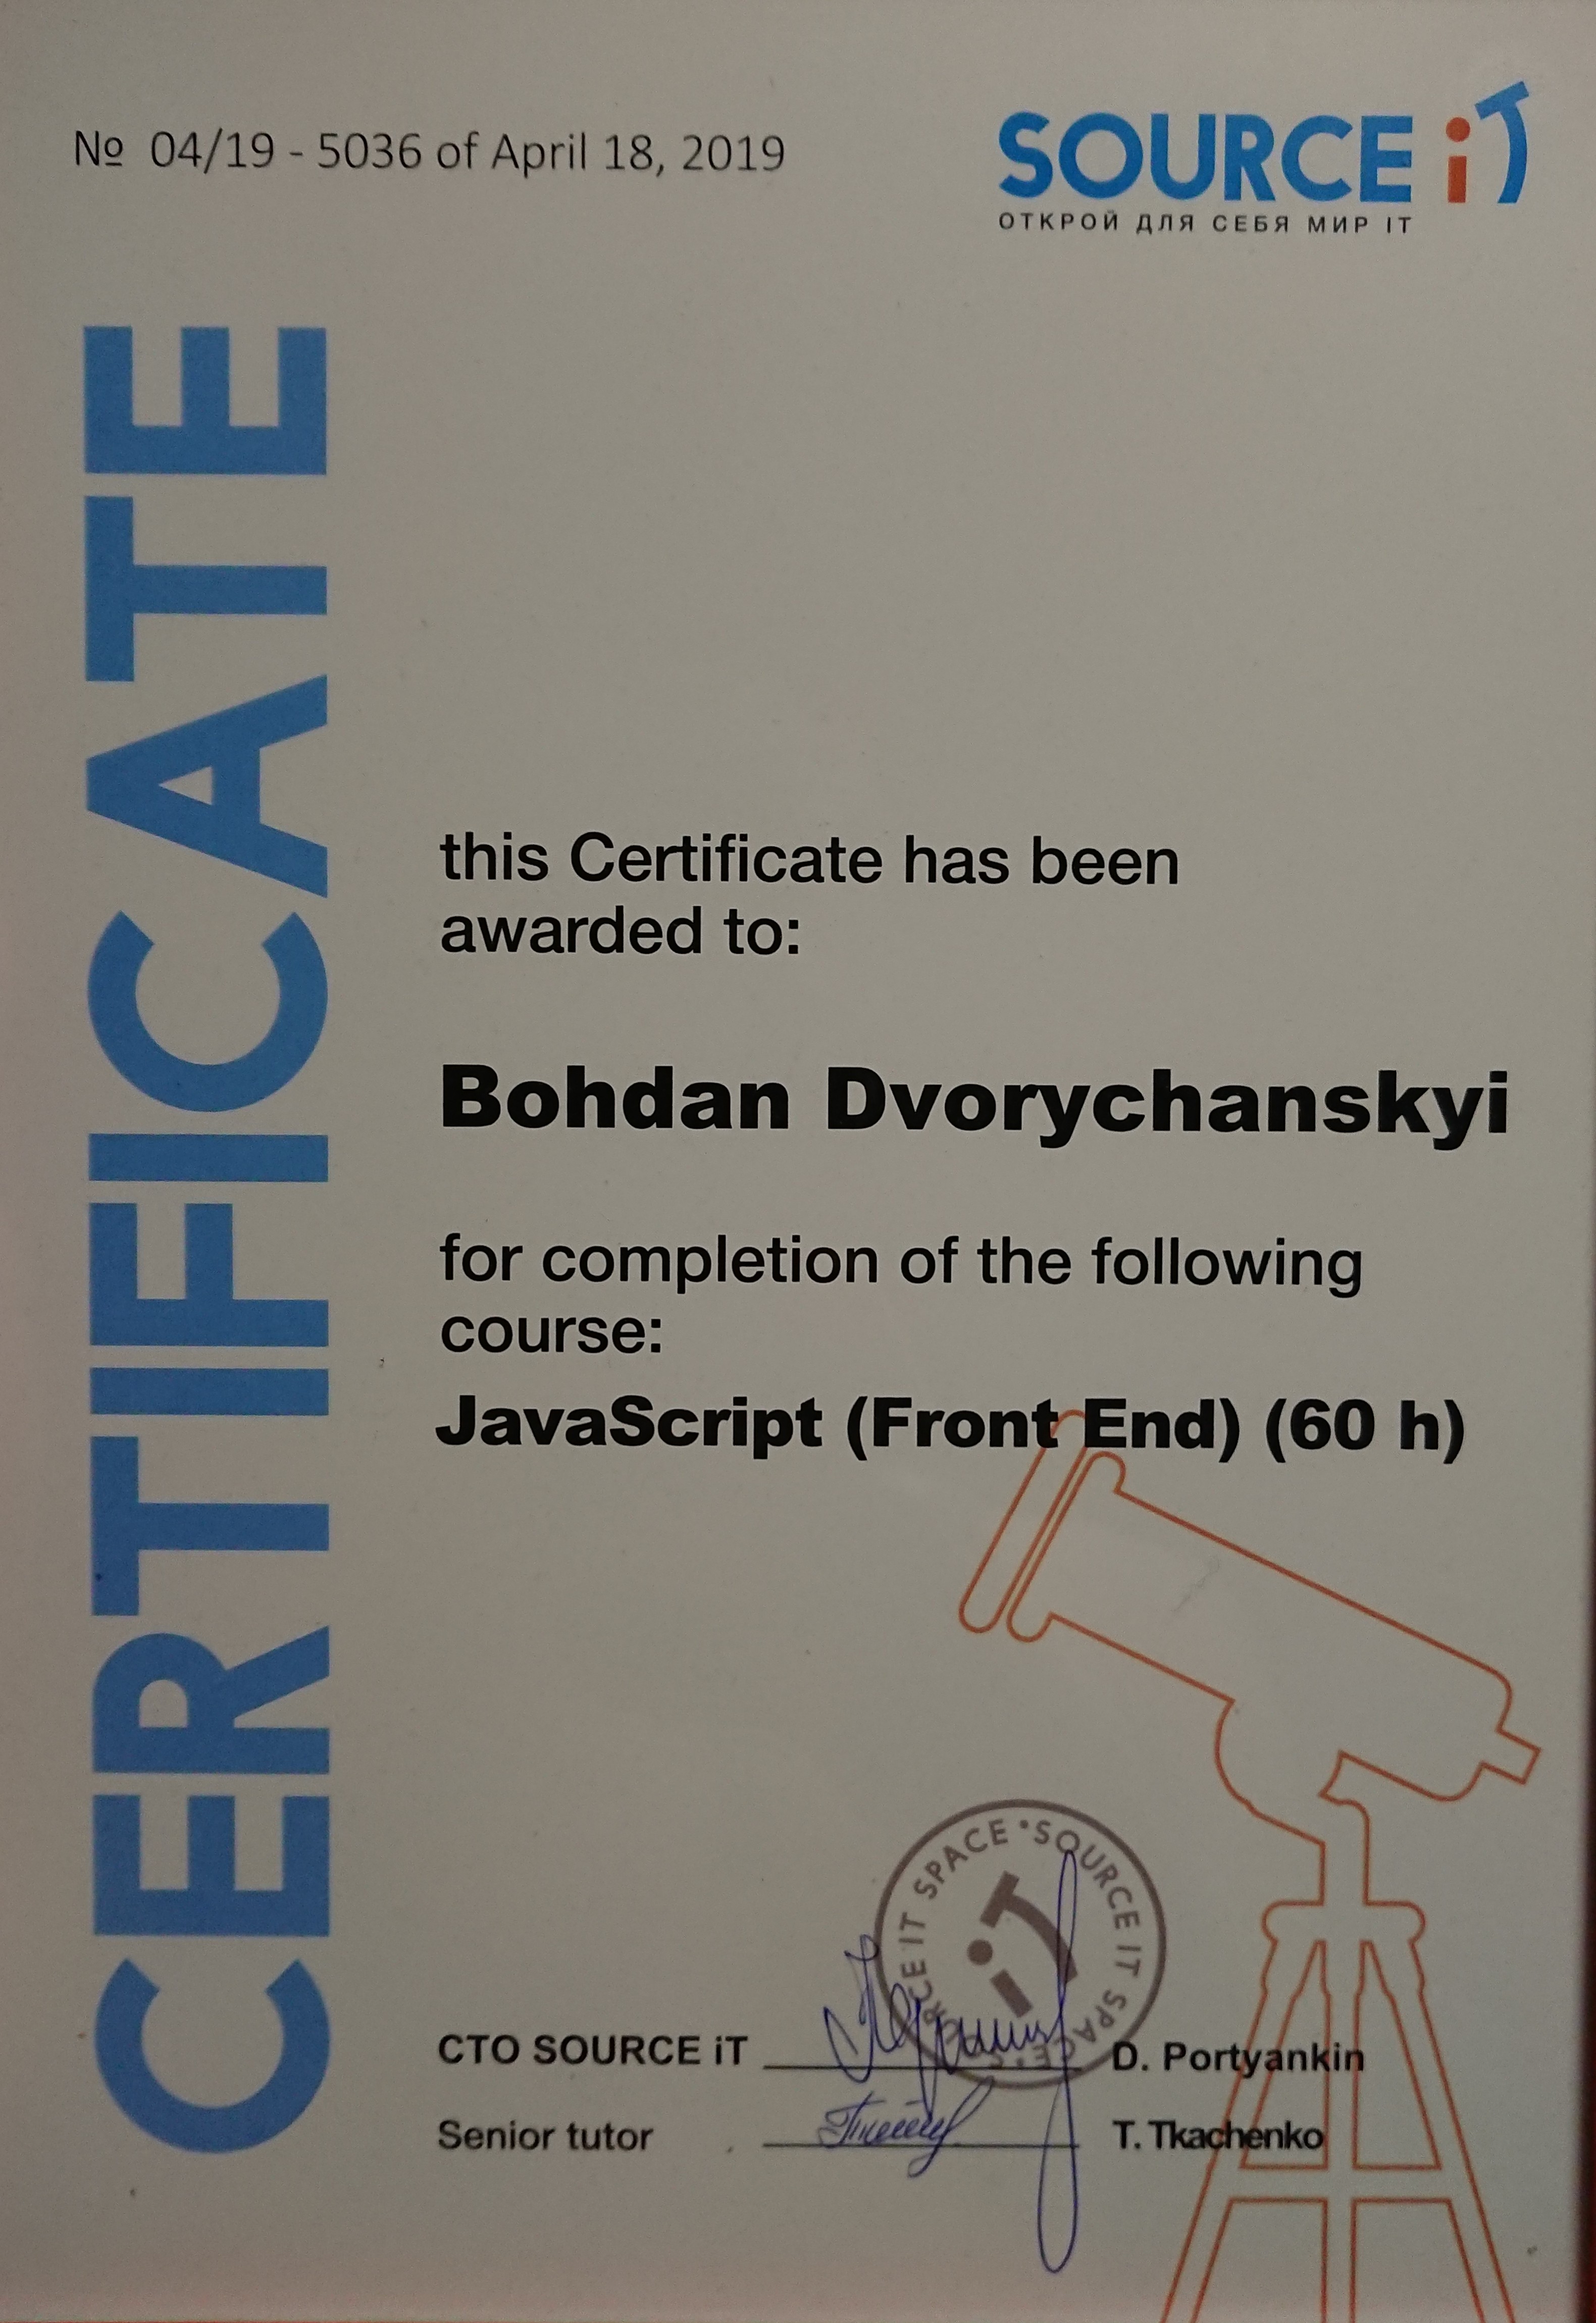 № 04/19 - 5036 of April 18, 2019
SOURCE iT
ОТКРОЙ ДЛЯ СЕБЯ МИР IT
CERTIFICATE
this Certificate has been
awarded to:
Bohdan Dvorychanskyi
for completion of the following
course:
JavaScript (Front End) (60 h)
SOURCE IT SPACE • SOURCE IT SPACE •
iT
CTO SOURCE iT D. Portyankin
Senior tutor T. Tkachenko